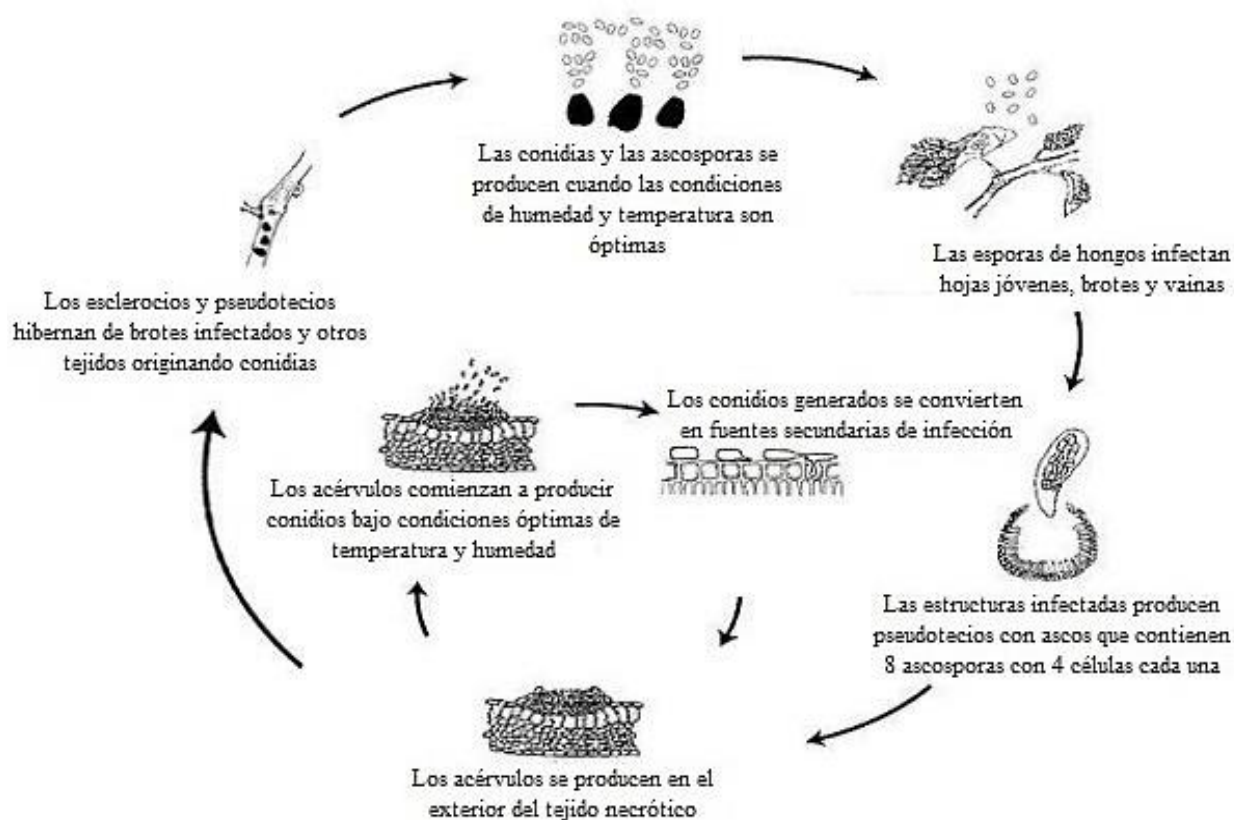 Las conidias y las ascosporas se
producen cuando las condiciones
de humedad y temperatura son
óptimas
Las esporas de hongos infectan
hojas jóvenes, brotes y vainas
Los esclerocios y pseudotecios
hibernan de brotes infectados y otros
tejidos originando conidias
Los conidios generados se convierten
en fuentes secundarias de infección
Los acérvulos comienzan a producir
conidios bajo condiciones óptimas de
temperatura y humedad
Las estructuras infectadas producen
pseudotecios con ascos que contienen
8 ascosporas con 4 células cada una
Los acérvulos se producen en el
exterior del tejido necrótico